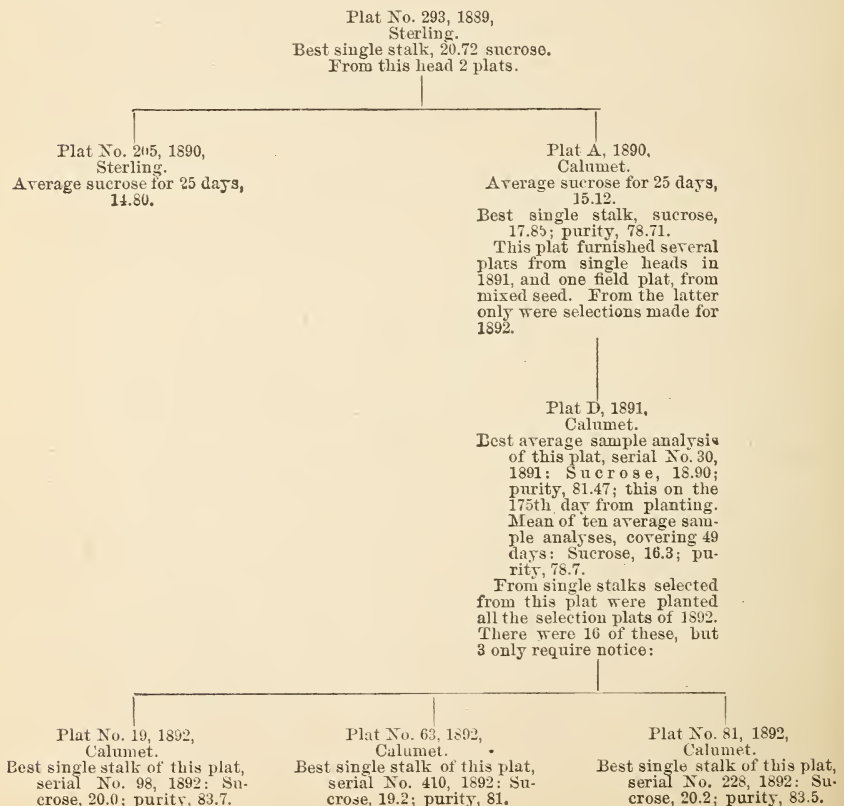 Plat No. 293, 1889,
Sterling.
Best single stalk, 20.72 sucrose.
From this head 2 plats.
Plat No. 205, 1890,
Sterling.
Average sucrose for 25 days,
14.80.
Plat A, 1890,
Calumet.
Average sucrose for 25 days,
15.12.
Best single stalk, sucrose,
17.85; purity, 78.71.
This plat furnished several
plats from single heads in
1891, and one field plat, from
mixed seed. From the latter
only were selections made for
1892.
Plat D, 1891,
Calumet.
Best average sample analysis
of this plat, serial No. 30,
1891: Sucrose, 18.90;
purity, 81.47; this on the
175th day from planting.
Mean of ten average sam-
ple analyses, covering 49
days: Sucrose, 16.3; pu-
rity, 78.7.
From single stalks selected
from this plat were planted
all the selection plats of 1892.
There were 16 of these, but
3 only require notice:
Plat No. 19, 1892,
Calumet.
Best single stalk of this plat,
serial No. 98, 1892: Su-
crose, 20.0; purity, 83.7.
Plat No. 63, 1892,
Calumet.
Best single stalk of this plat,
serial No. 410, 1892: Su-
crose, 19.2; purity, 81.
Plat No. 81, 1892,
Calumet.
Best single stalk of this plat,
serial No. 228, 1892: Su-
crose, 20.2; purity, 83.5.